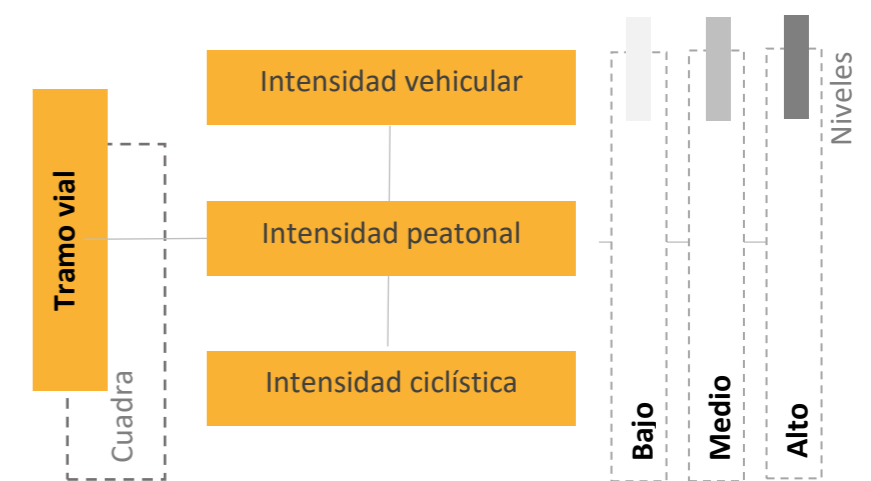 Tramo vial
Cuadra
Intensidad vehicular
Intensidad peatonal
Intensidad ciclística
Bajo
Medio
Alto
Niveles